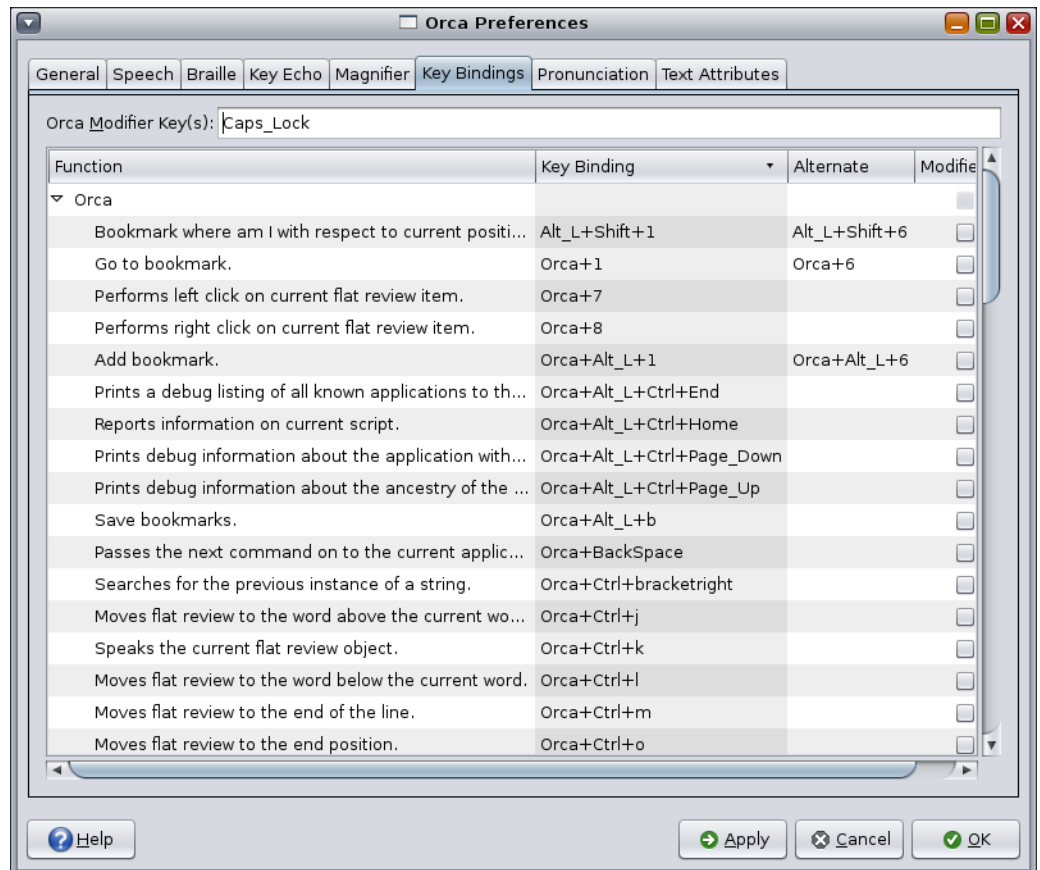 Orca Preferences
General Speech Braille Key Echo Magnifier Key Bindings Pronunciation Text Attributes
Orca Modifier Key(s): Caps_Lock
Function Key Binding Alternate Modifie
Orca
Bookmark where am I with respect to current positi... Alt_L+Shift+1 Alt_L+Shift+6
Go to bookmark. Orca+1 Orca+6
Performs left click on current flat review item. Orca+7
Performs right click on current flat review item. Orca+8
Add bookmark. Orca+Alt_L+1 Orca+Alt_L+6
Prints a debug listing of all known applications to th... Orca+Alt_L+Ctrl+End
Reports information on current script. Orca+Alt_L+Ctrl+Home
Prints debug information about the application with... Orca+Alt_L+Ctrl+Page_Down
Prints debug information about the ancestry of the ... Orca+Alt_L+Ctrl+Page_Up
Save bookmarks. Orca+Alt_L+b
Passes the next command on to the current applic... Orca+BackSpace
Searches for the previous instance of a string. Orca+Ctrl+bracketright
Moves flat review to the word above the current wo... Orca+Ctrl+j
Speaks the current flat review object. Orca+Ctrl+k
Moves flat review to the word below the current word. Orca+Ctrl+l
Moves flat review to the end of the line. Orca+Ctrl+m
Moves flat review to the end position. Orca+Ctrl+o
Help Apply Cancel OK